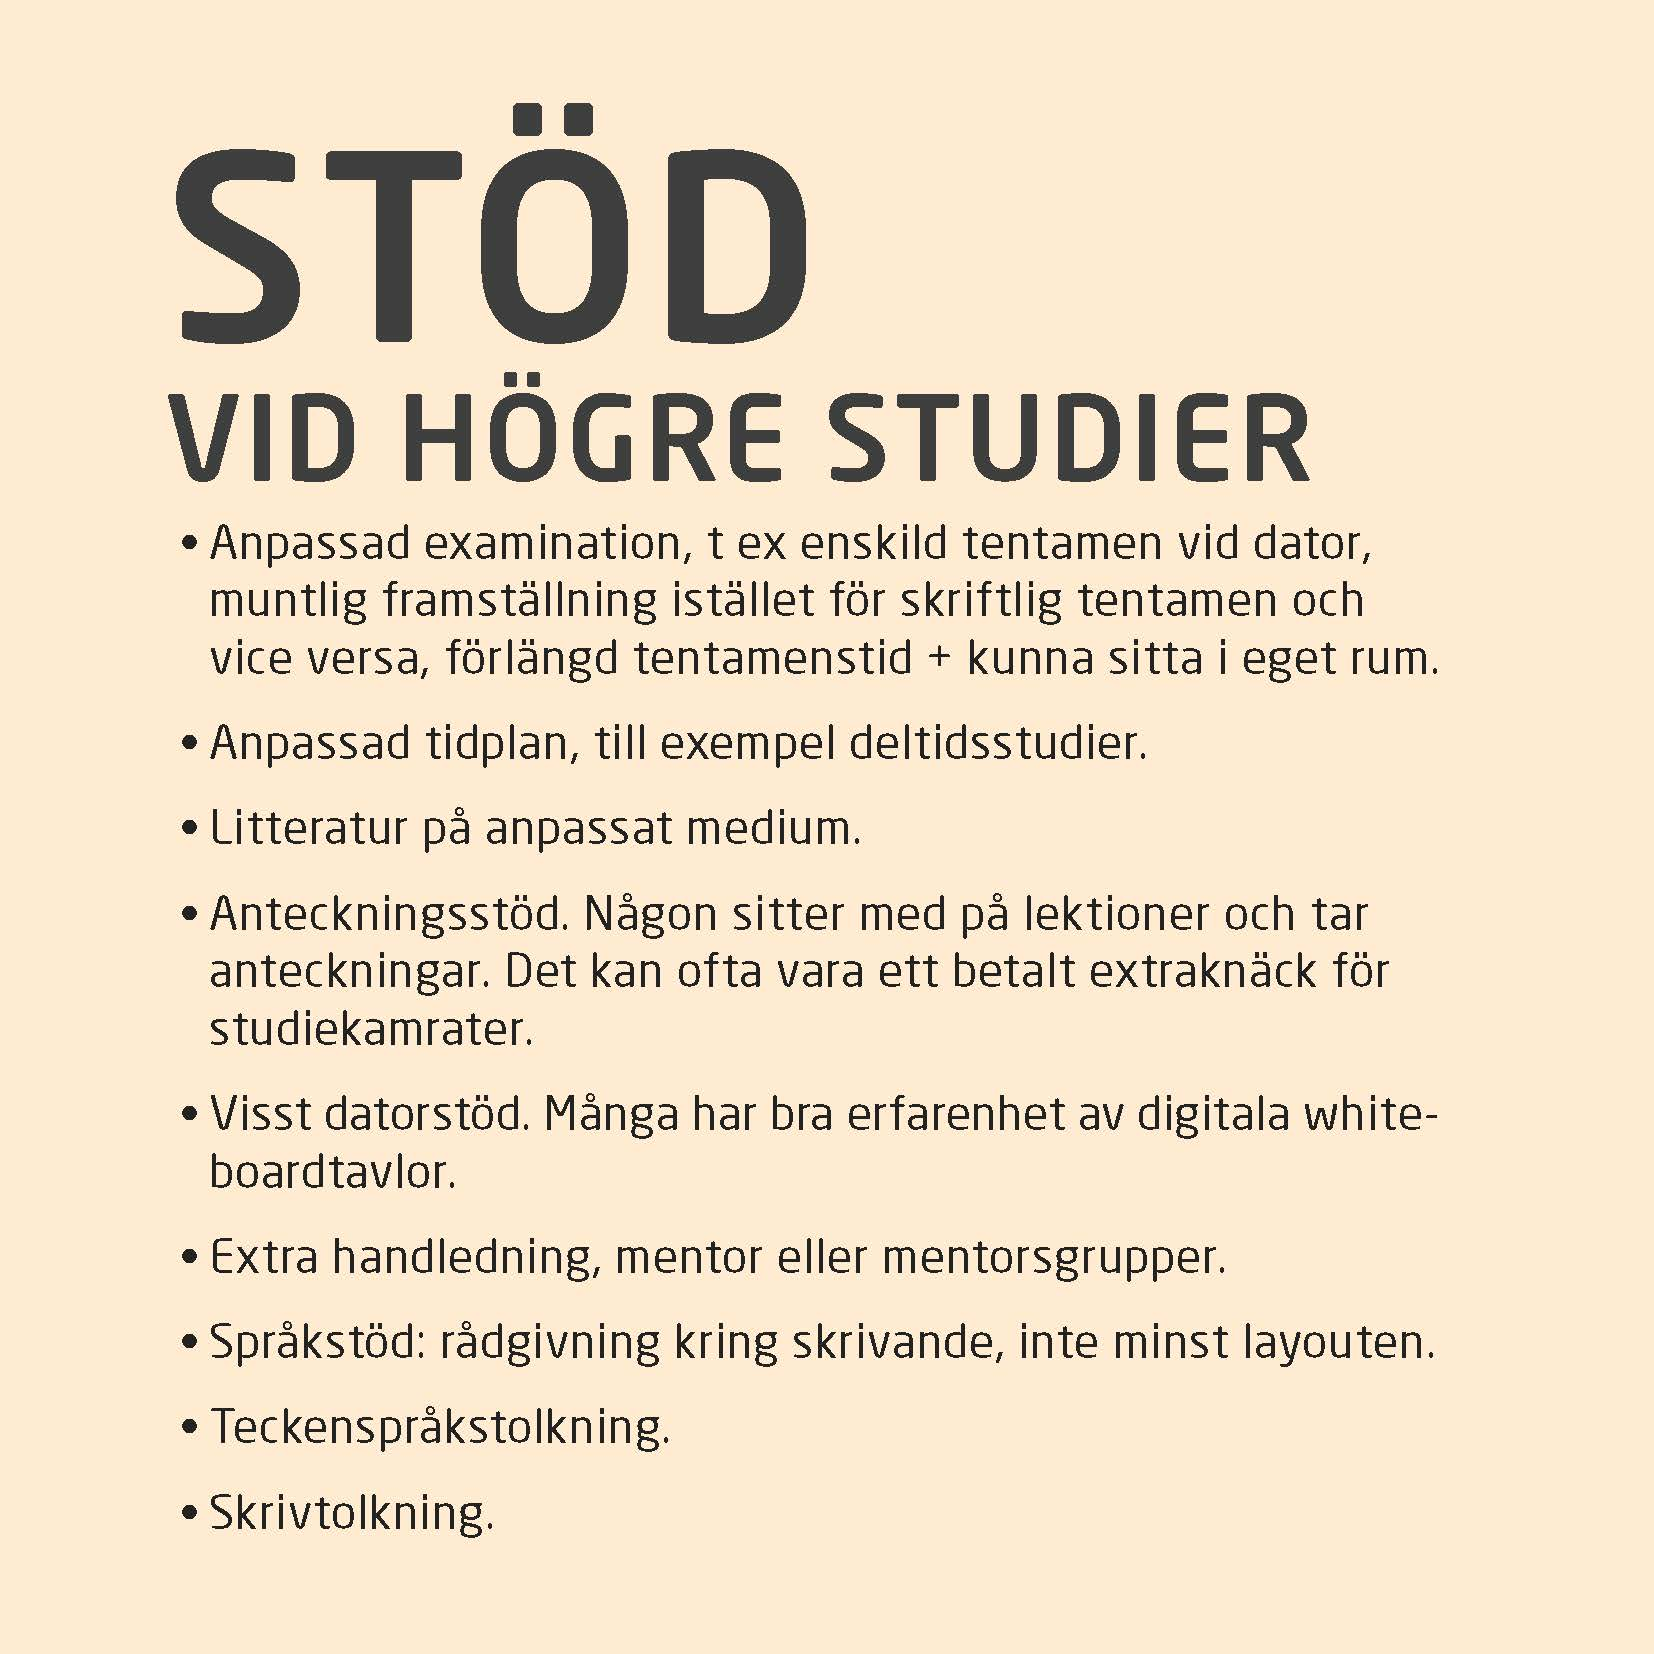 STÖD
VID HÖGRE STUDIER
• Anpassad examination, t ex enskild tentamen vid dator,
muntlig framställning istället för skriftlig tentamen och
vice versa, förlängd tentamenstid + kunna sitta i eget rum.
• Anpassad tidplan, till exempel deltidsstudier.
• Litteratur på anpassat medium.
• Anteckningsstöd. Någon sitter med på lektioner och tar
anteckningar. Det kan ofta vara ett betalt extraknäck för
studiekamrater.
• Visst datorstöd. Många har bra erfarenhet av digitala white-
boardtavlor.
• Extra handledning, mentor eller mentorsgrupper.
• Språkstöd: rådgivning kring skrivande, inte minst layouten.
• Teckenspråkstolkning.
• Skrivtolkning.